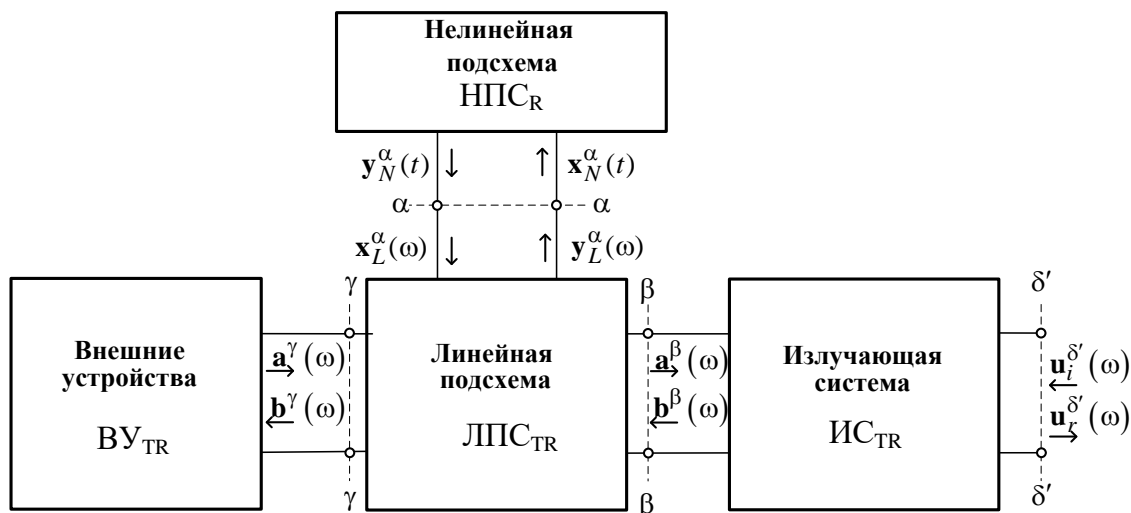 Нелинейная
подсхема
НПС_R
y_N^α(t) ↓ ↑ x_N^α(t)
α α
x_L^α(ω) ↓ ↑ y_L^α(ω)
γ β δ′
Внешние
устройства
ВУ_TR
a^γ(ω)
b^γ(ω)
Линейная
подсхема
ЛПС_TR
a^β(ω)
b^β(ω)
Излучающая
система
ИС_TR
u_i^δ′(ω)
u_r^δ′(ω)
γ β δ′